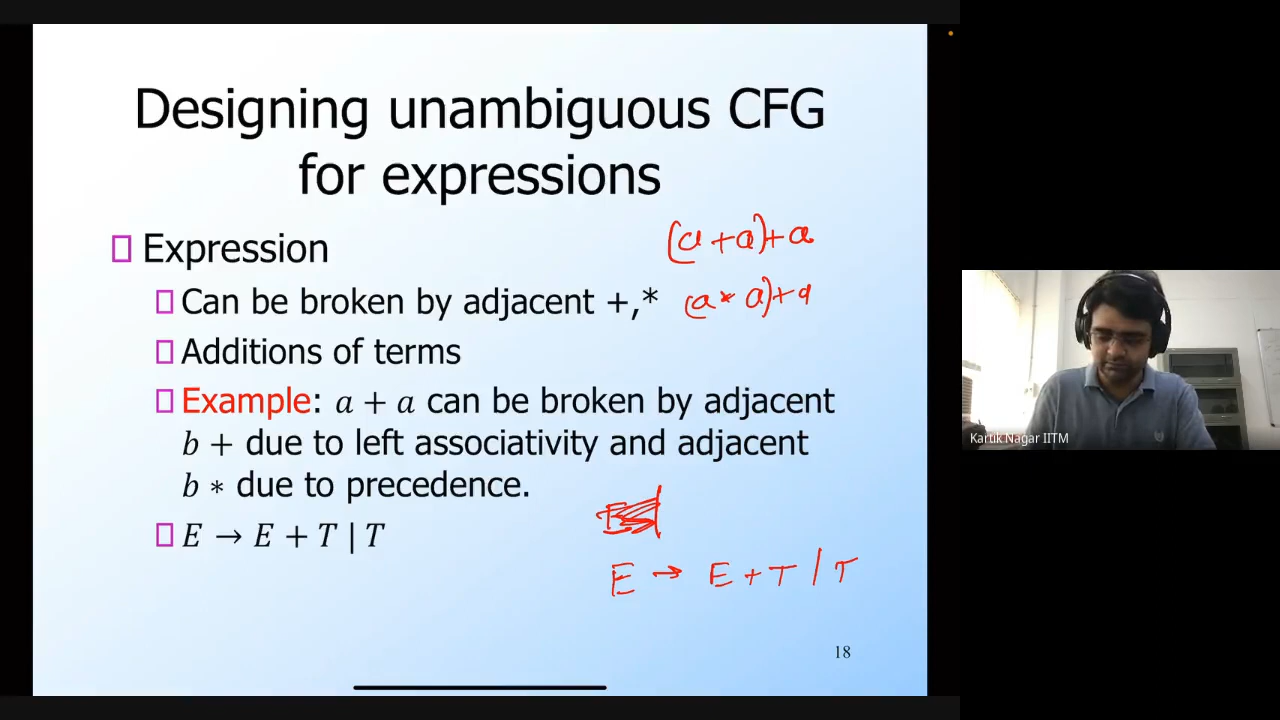 Designing unambiguous CFG
for expressions
Expression
(a + a) + a
Can be broken by adjacent +,*
(a * a) + a
Additions of terms
Example: a + a can be broken by adjacent
b + due to left associativity and adjacent
b * due to precedence.
E → E + T | T
E → E + T / T
18
Kartik Nagar IITM